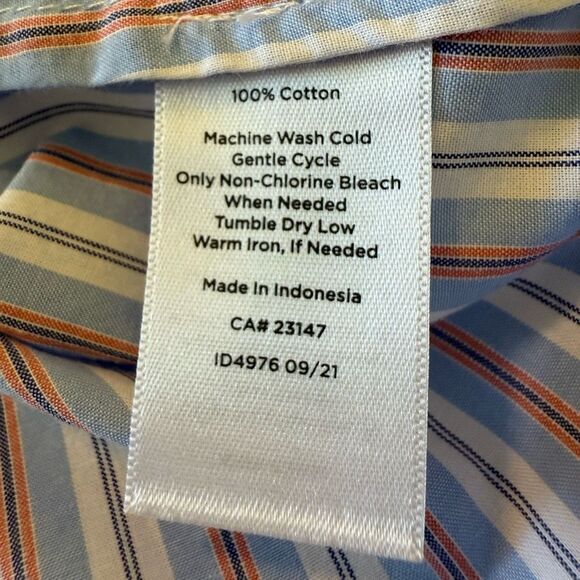 100% Cotton
Machine Wash Cold
Gentle Cycle
Only Non-Chlorine Bleach
When Needed
Tumble Dry Low
Warm Iron, If Needed
Made In Indonesia
CA# 23147
ID4976 09/21